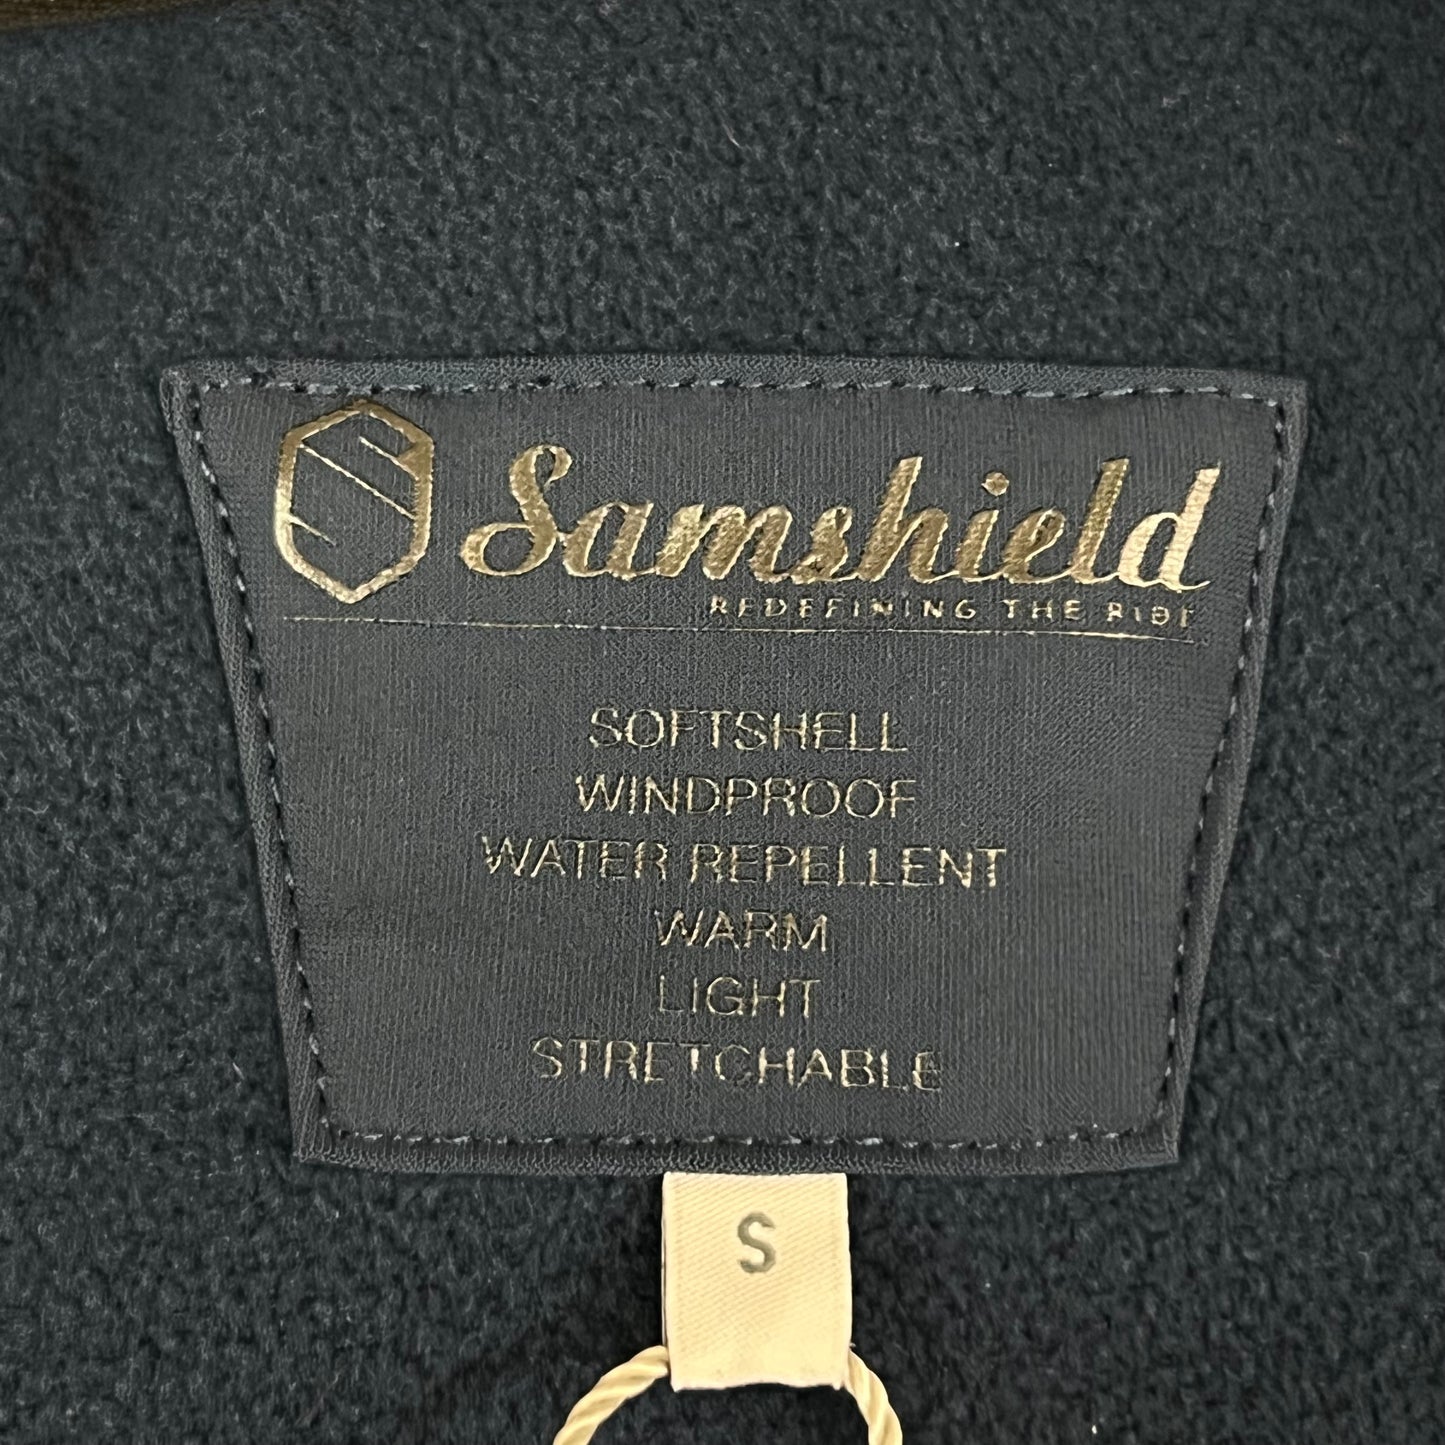 Samshield
REDEFINING THE RIDE
SOFTSHELL
WINDPROOF
WATER REPELLENT
WARM
LIGHT
STRETCHABLE
S